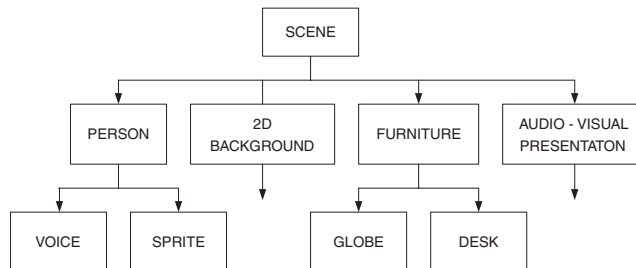 SCENE
PERSON
2D
BACKGROUND
FURNITURE
AUDIO - VISUAL
PRESENTATON
VOICE
SPRITE
GLOBE
DESK